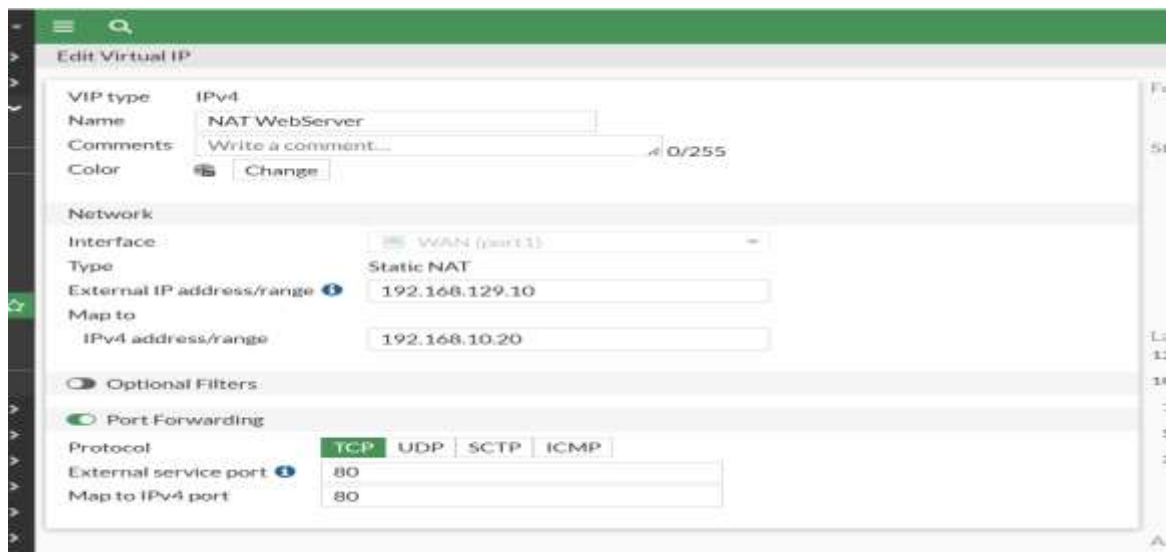 Edit Virtual IP
VIP type IPv4
Name NAT WebServer
Comments Write a comment... 0/255
Color Change
Network
Interface WAN (port1)
Type Static NAT
External IP address/range 192.168.129.10
Map to
IPv4 address/range 192.168.10.20
Optional Filters
Port Forwarding
Protocol TCP UDP SCTP ICMP
External service port 80
Map to IPv4 port 80